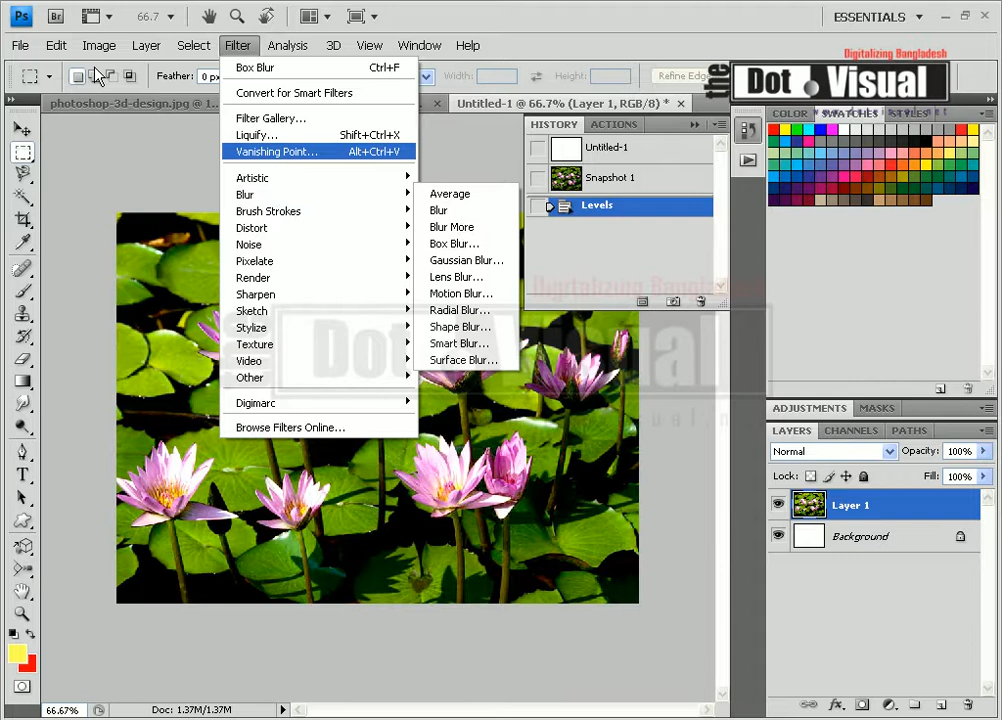 Ps Br 66.7 ESSENTIALS
File Edit Image Layer Select Filter Analysis 3D View Window Help
Digitalizing Bangladesh
the Dot Visual
Feather: 0 px Width: Height: Refine Edge
photoshop-3d-design.jpg @ 1... Untitled-1 @ 66.7% (Layer 1, RGB/8) *
Box Blur Ctrl+F
Convert for Smart Filters
Filter Gallery...
Liquify... Shift+Ctrl+X
Vanishing Point... Alt+Ctrl+V
Artistic
Blur
Brush Strokes
Distort
Noise
Pixelate
Render
Sharpen
Sketch
Stylize
Texture
Video
Other
Digimarc
Browse Filters Online...
Average
Blur
Blur More
Box Blur...
Gaussian Blur...
Lens Blur...
Motion Blur...
Radial Blur...
Shape Blur...
Smart Blur...
Surface Blur...
HISTORY ACTIONS
Untitled-1
Snapshot 1
Levels
COLOR SWATCHES STYLES
Digitalizing Bangladesh
Dot Visual
ADJUSTMENTS MASKS
LAYERS CHANNELS PATHS
Normal Opacity: 100%
Lock: Fill: 100%
Layer 1
Background
66.67% Doc: 1.37M/1.37M